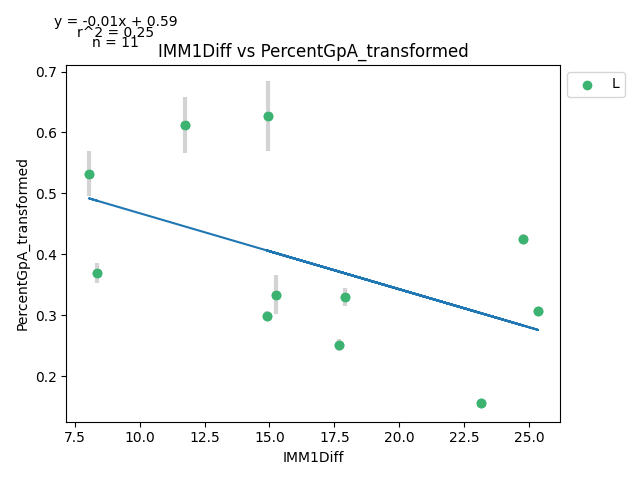 y = -0.01x + 0.59
r^2 = 0.25
n = 11
IMM1Diff vs PercentGpA_transformed
L
PercentGpA_transformed
0.7
0.6
0.5
0.4
0.3
0.2
7.5 10.0 12.5 15.0 17.5 20.0 22.5 25.0
IMM1Diff